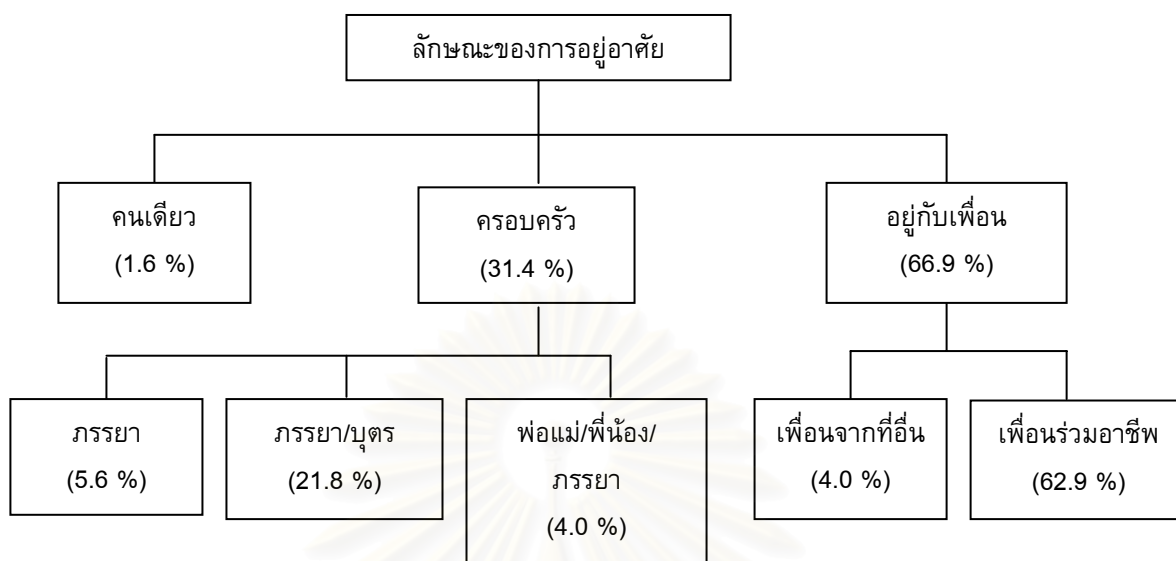 ลักษณะของการอยู่อาศัย
คนเดียว
(1.6 %)
ครอบครัว
(31.4 %)
อยู่กับเพื่อน
(66.9 %)
ภรรยา
(5.6 %)
ภรรยา/บุตร
(21.8 %)
พ่อแม่/พี่น้อง/
ภรรยา
(4.0 %)
เพื่อนจากที่อื่น
(4.0 %)
เพื่อนร่วมอาชีพ
(62.9 %)